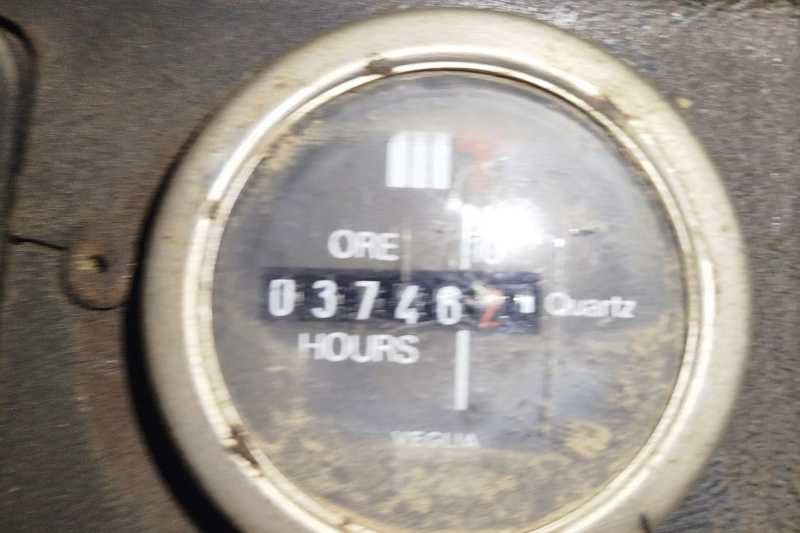 ORE
037462
Quartz
HOURS
VEGLIA